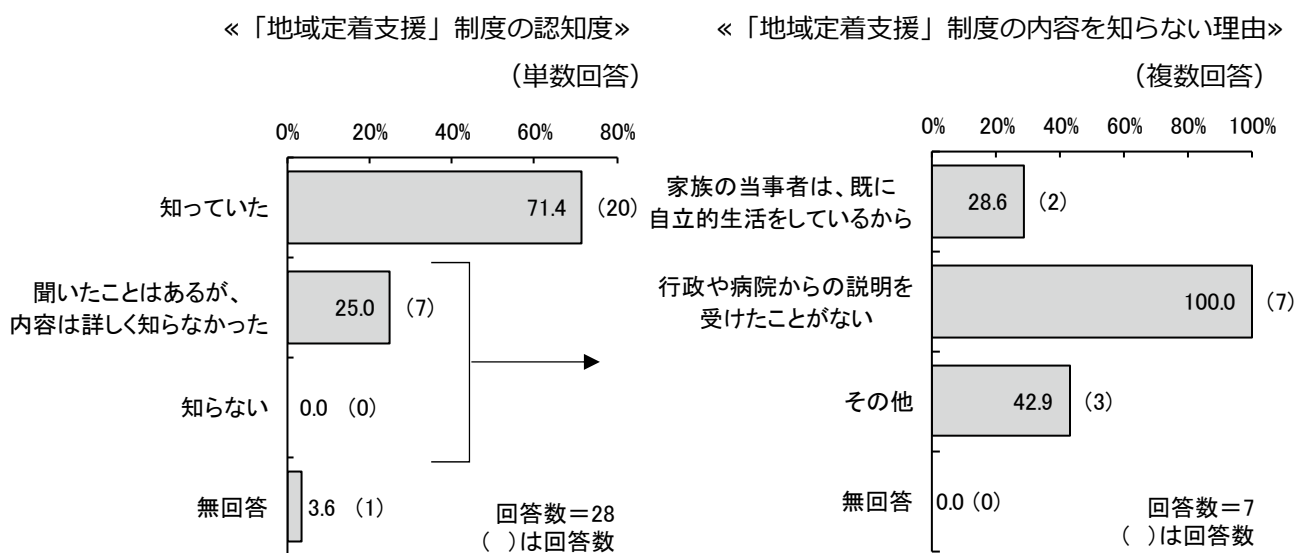 ≪「地域定着支援」制度の認知度≫
（単数回答）
0% 20% 40% 60% 80%
知っていた
71.4 （20）
聞いたことはあるが、
内容は詳しく知らなかった
25.0 （7）
知らない
0.0 （0）
無回答
3.6 （1）
回答数＝28
（ ）は回答数
≪「地域定着支援」制度の内容を知らない理由≫
（複数回答）
0% 20% 40% 60% 80% 100%
家族の当事者は、既に
自立的生活をしているから
28.6 （2）
行政や病院からの説明を
受けたことがない
100.0 （7）
その他
42.9 （3）
無回答
0.0 （0）
回答数＝7
（ ）は回答数